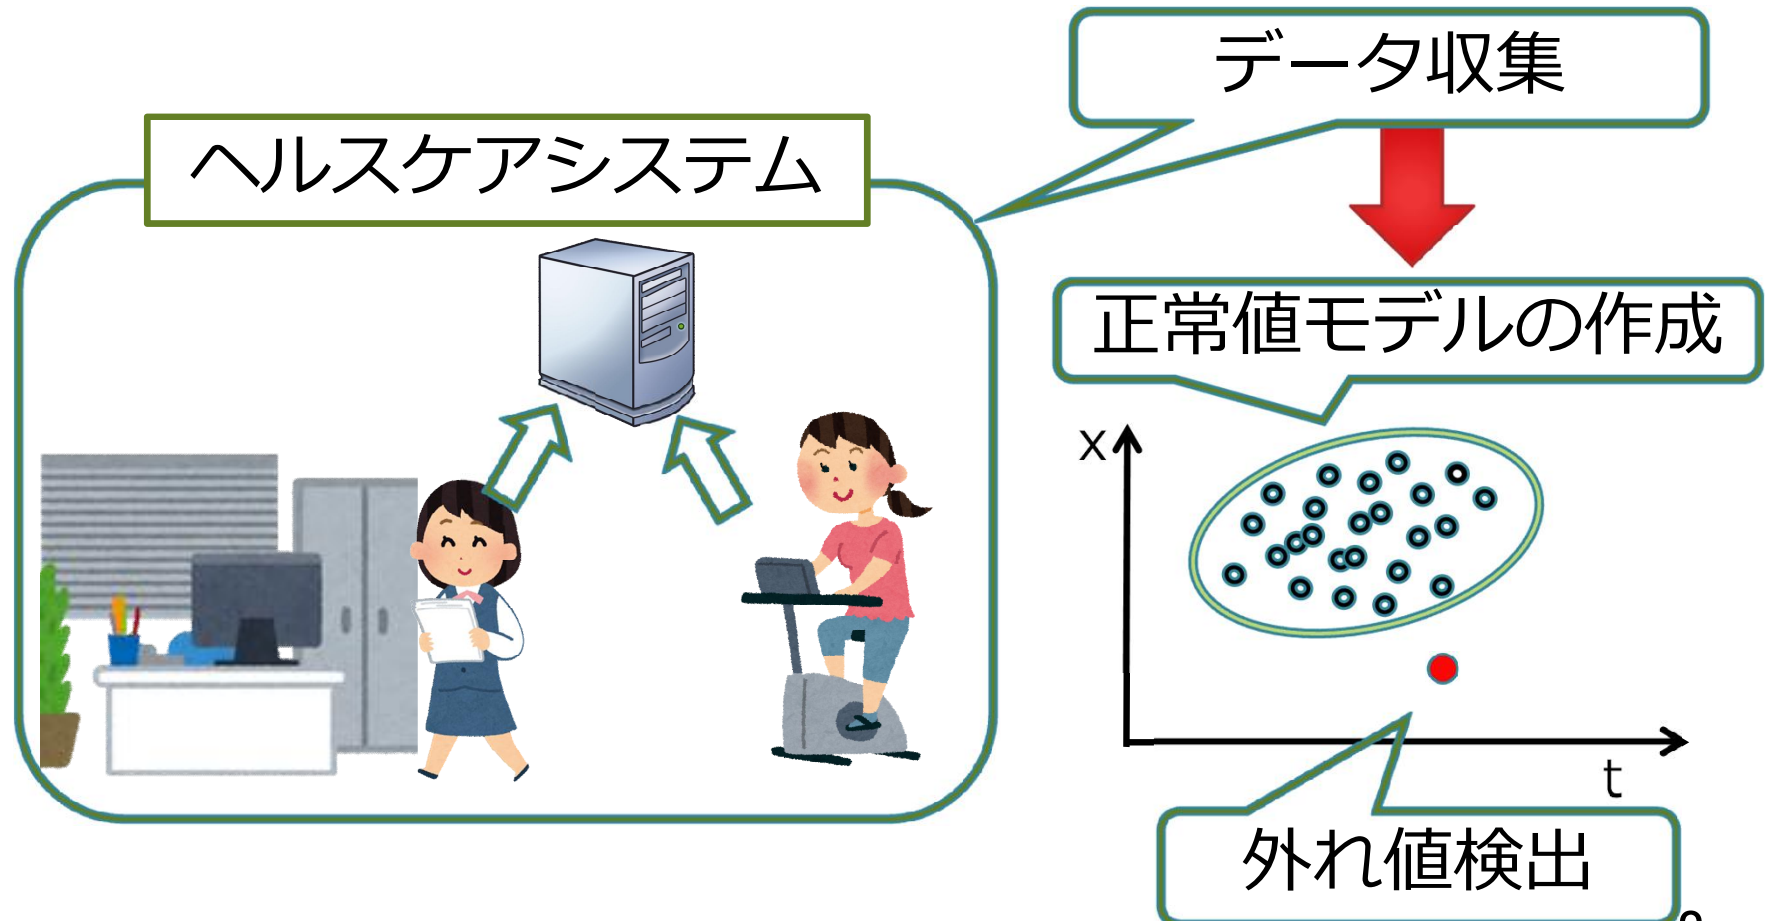 データ収集
ヘルスケアシステム
正常値モデルの作成
x
t
外れ値検出